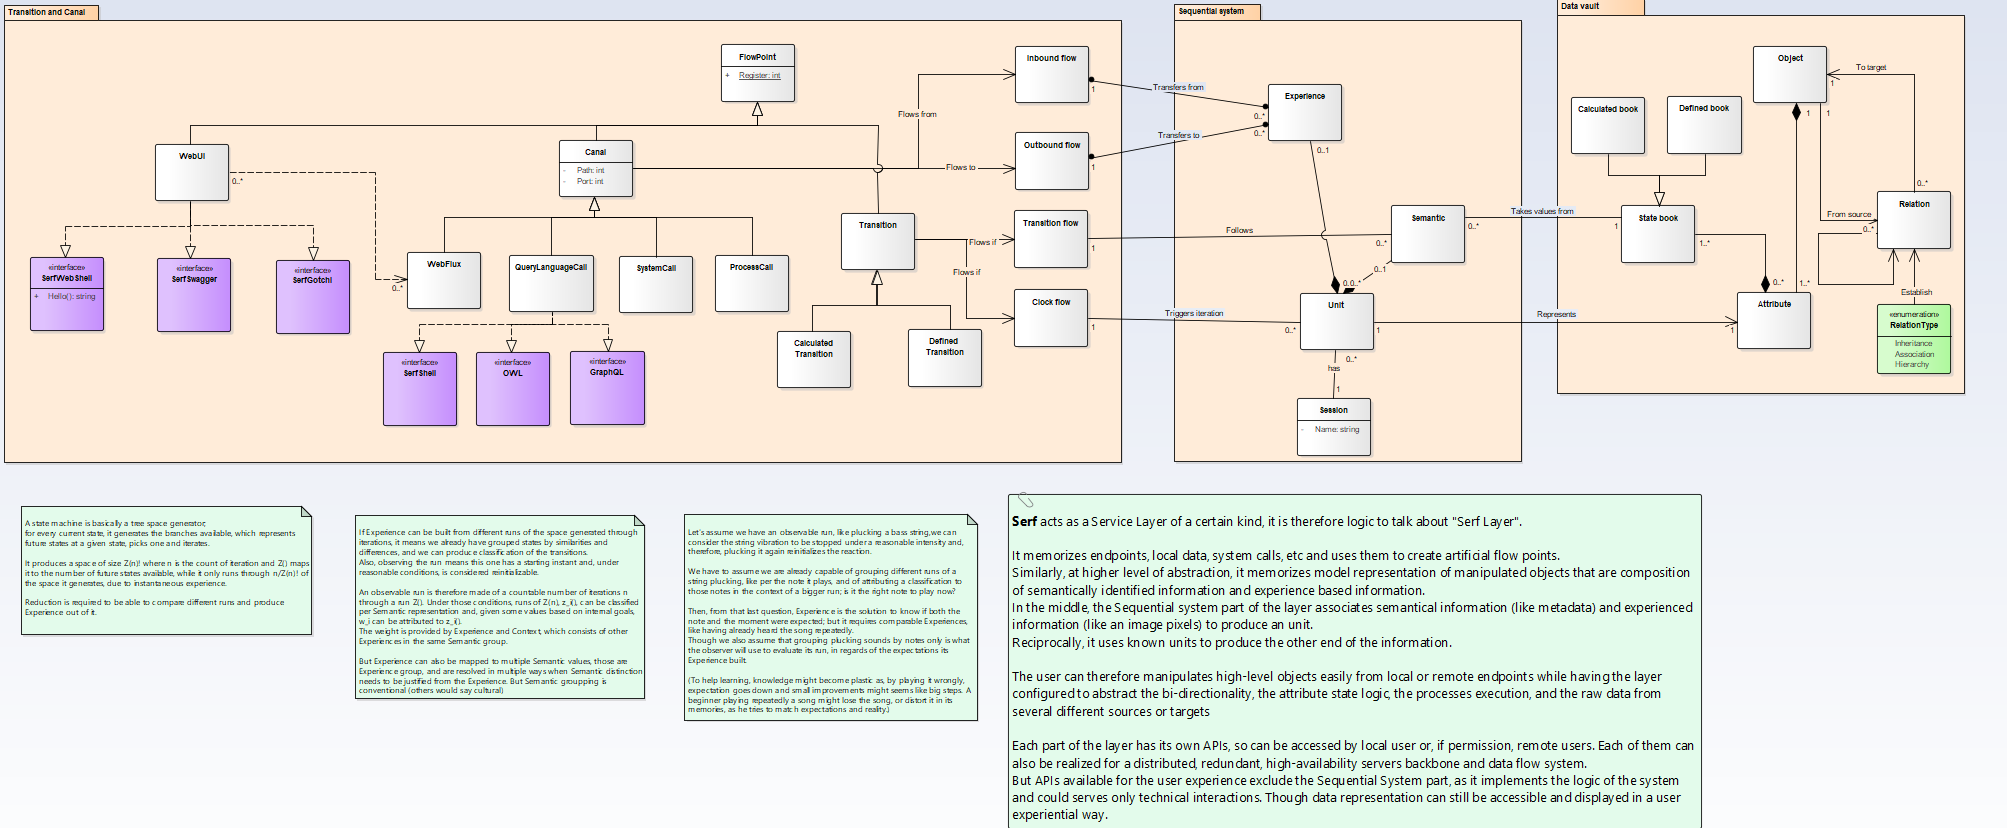 Transition and Canal
FlowPoint
+ Register: int
WebUI
0..*
Canal
- Path: int
- Port: int
Flows from
Flows to
Inbound flow
1
Outbound flow
1
Transition flow
1
Clock flow
1
Transition
Flows if
Flows if
«interface»
SerfWebShell
+ Hello(): string
«interface»
SerfSwagger
«interface»
SerfGotchi
0..*
WebFlux
QueryLanguageCall
SystemCall
ProcessCall
«interface»
SerfShell
«interface»
OWL
«interface»
GraphQL
Calculated
Transition
Defined
Transition
Sequential system
Transfers from
Transfers to
Experience
0..*
0..*
0..1
Follows
Semantic
0..*
0..*
0..1
0..0..*
Unit
Triggers iteration
0..*
1
0..*
has
1
Session
- Name: string
Takes values from
Represents
Data vault
Object
To target
1
1
1
Calculated book
Defined book
0..*
Relation
From source
0..*
State book
1
1..*
0..*
1..*
Attribute
1
Establish
«enumeration»
RelationType
Inheritance
Association
Hierarchy
A state machine is basically a tree space generator;
for every current state, it generates the branches available, which represents
future states at a given state, picks one and iterates.
It produces a space of size Z(n)! where n is the count of iteration and Z() maps
it to the number of future states available, while it only runs through n/Z(n)! of
the space it generates, due to instantaneous experience.
Reduction is required to be able to compare different runs and produce
Experience out of it.
If Experience can be built from different runs of the space generated through
iterations, it means we already have grouped states by similarities and
differences, and we can produce classification of the transitions.
Also, observing the run means this one has a starting instant and, under
reasonable conditions, is considered reinitializable.
An observable run is therefore made of a countable number of iterations n
through a run Z(). Under those conditions, runs of Z(n), z_i(), can be classified
per Semantic representation and, given some values based on internal goals,
w_i can be attributed to z_i().
The weight is provided by Experience and Context, which consists of other
Experiences in the same Semantic group.
But Experience can also be mapped to multiple Semantic values, those are
Experience group, and are resolved in multiple ways when Semantic distinction
needs to be justified from the Experience. But Semantic groupping is
conventional (others would say cultural)
Let's assume we have an observable run, like plucking a bass string,we can
consider the string vibration to be stopped under a reasonable intensity and,
therefore, plucking it again reinitializes the reaction.
We have to assume we are already capable of grouping different runs of a
string plucking, like per the note it plays, and of attributing a classification to
those notes in the context of a bigger run; is it the right note to play now?
Then, from that last question, Experience is the solution to know if both the
note and the moment were expected; but it requires comparable Experiences,
like having already heard the song repeatedly.
Though we also assume that grouping plucking sounds by notes only is what
the observer will use to evaluate its run, in regards of the expectations its
Experience built.
(To help learning, knowledge might become plastic as, by playing it wrongly,
expectation goes down and small improvements might seems like big steps. A
beginner playing repeatedly a song might lose the song, or distort it in its
memories, as he tries to match expectations and reality.)
Serf acts as a Service Layer of a certain kind, it is therefore logic to talk about "Serf Layer".
It memorizes endpoints, local data, system calls, etc and uses them to create artificial flow points.
Similarly, at higher level of abstraction, it memorizes model representation of manipulated objects that are composition
of semantically identified information and experience based information.
In the middle, the Sequential system part of the layer associates semantical information (like metadata) and experienced
information (like an image pixels) to produce an unit.
Reciprocally, it uses known units to produce the other end of the information.
The user can therefore manipulates high-level objects easily from local or remote endpoints while having the layer
configured to abstract the bi-directionality, the attribute state logic, the processes execution, and the raw data from
several different sources or targets
Each part of the layer has its own APIs, so can be accessed by local user or, if permission, remote users. Each of them can
also be realized for a distributed, redundant, high-availability servers backbone and data flow system.
But APIs available for the user experience exclude the Sequential System part, as it implements the logic of the system
and could serves only technical interactions. Though data representation can still be accessible and displayed in a user
experiential way.